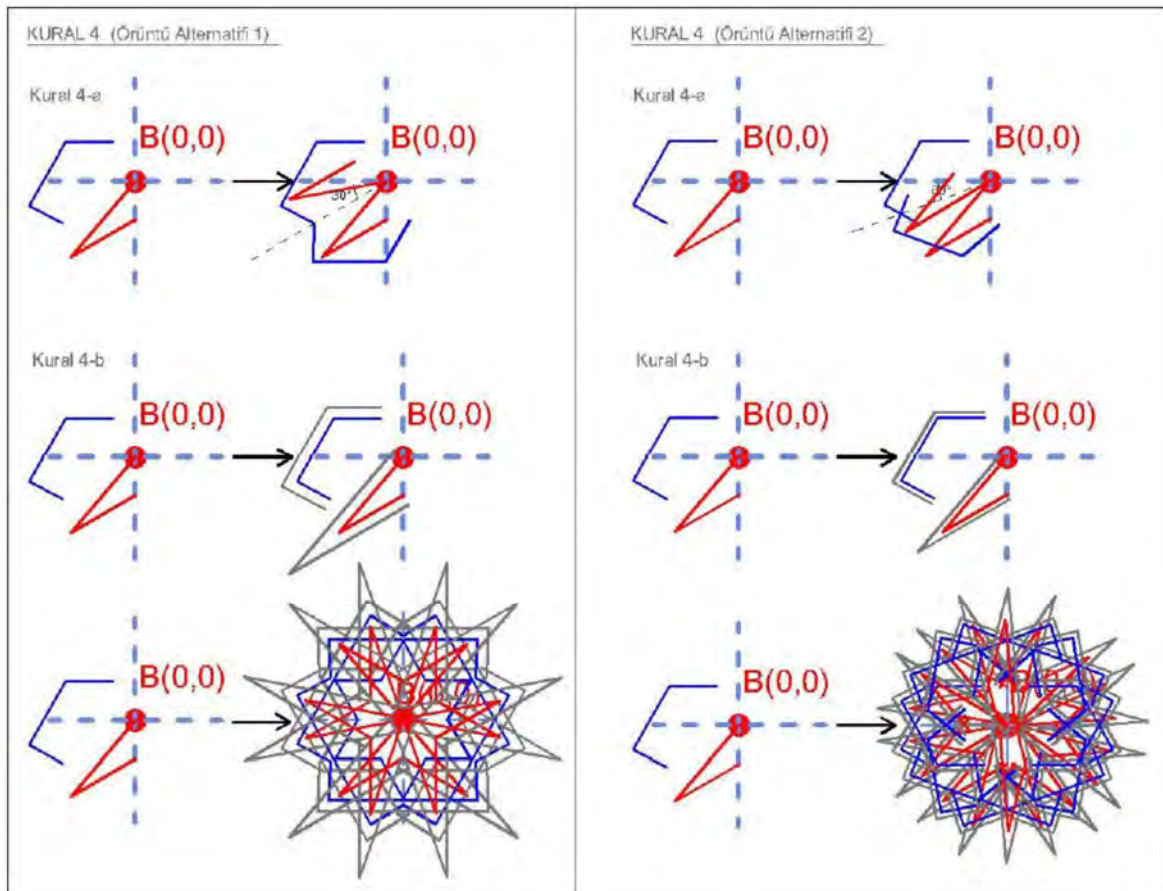 KURAL 4 (Örüntü Alternatifi 1)
Kural 4-a
B(0,0)
B(0,0)
30°
Kural 4-b
B(0,0)
B(0,0)
B(0,0)
KURAL 4 (Örüntü Alternatifi 2)
Kural 4-a
B(0,0)
B(0,0)
Kural 4-b
B(0,0)
B(0,0)
B(0,0)